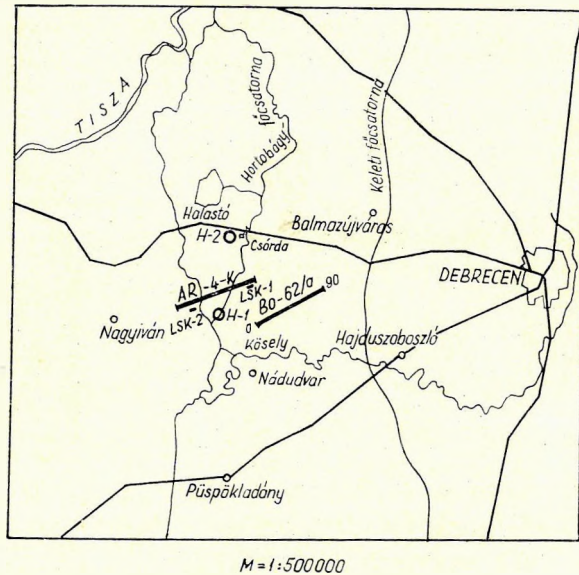 TISZA
Hortobágy
főcsatorna
Keleti főcsatorna
Halastó
Balmazújváros
H-2
Csárda
DEBRECEN
AR-4-K
LSK-1
BO-62/a
90
LSK-2
H-1
0
Nagyiván
Kösely
Hajduszoboszló
Nádudvar
Püspökladány
M=1:500000